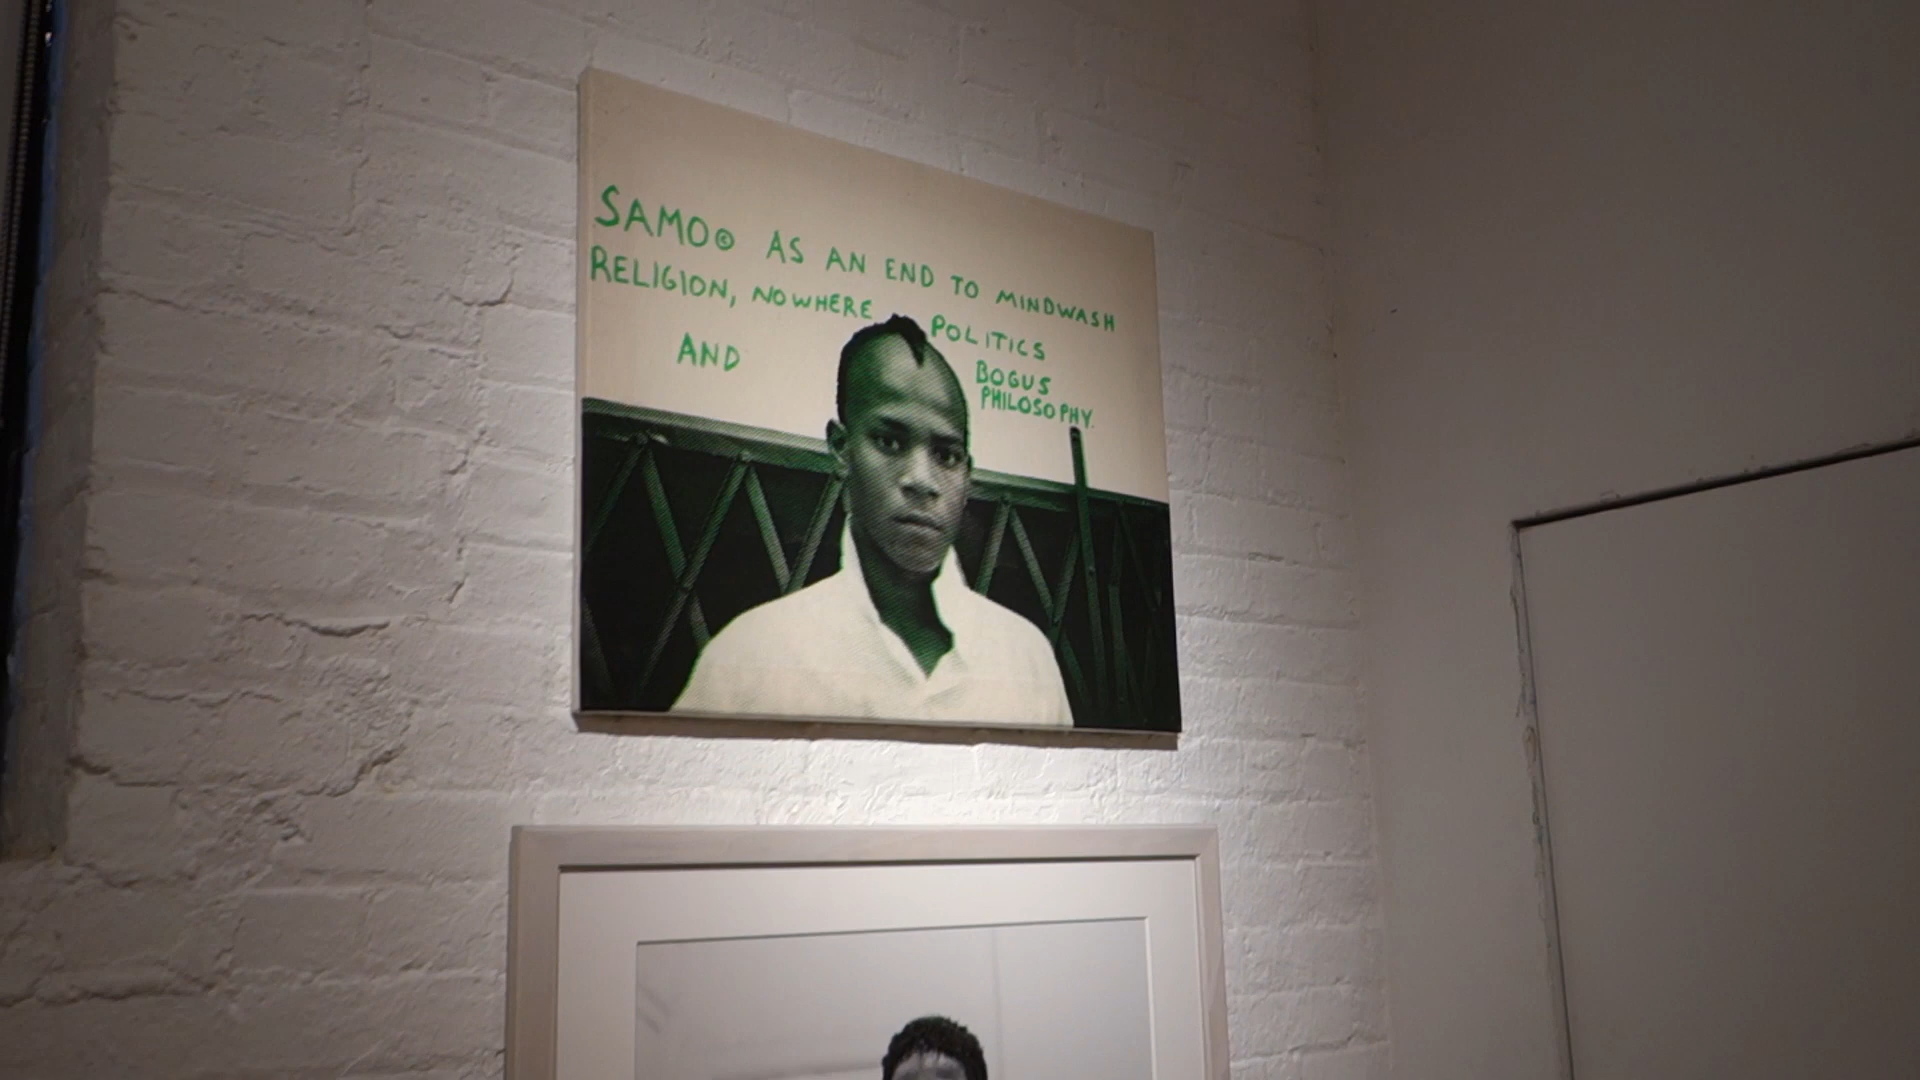 SAMO© AS AN END TO MINDWASH
RELIGION, NOWHERE POLITICS
AND BOGUS
PHILOSOPHY.